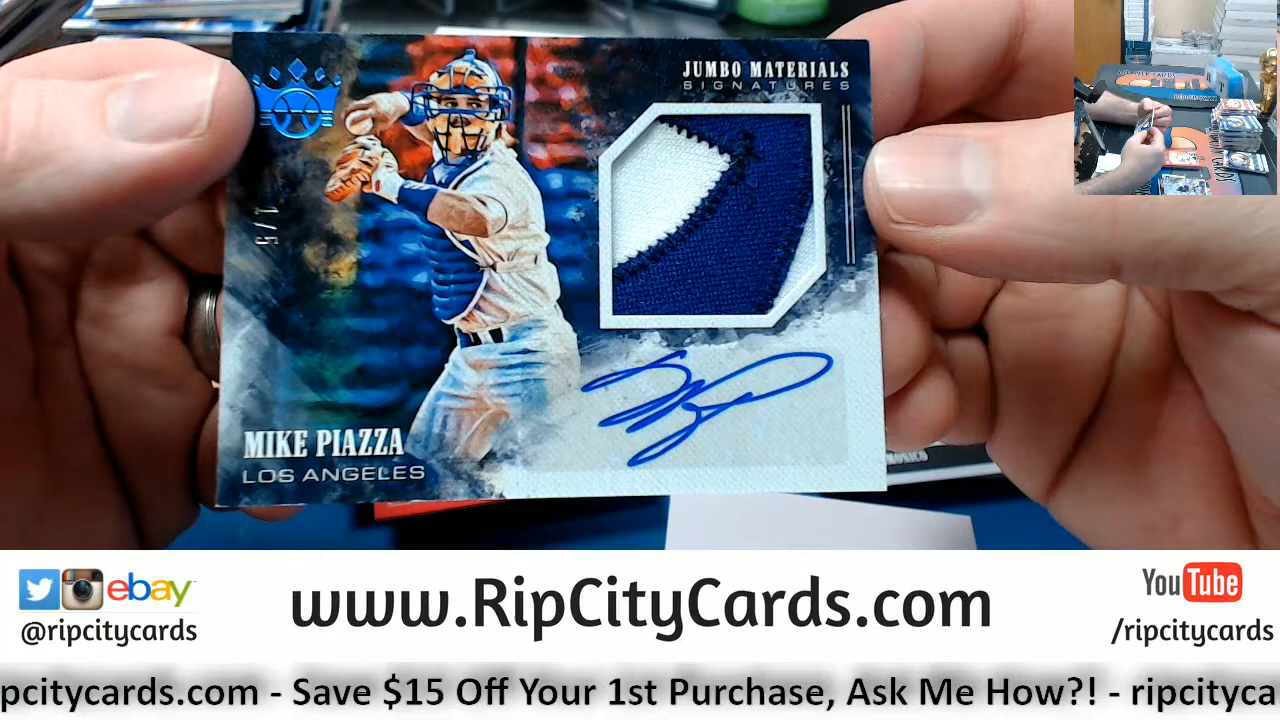 JUMBO MATERIALS
SIGNATURES
1/5
MIKE PIAZZA
LOS ANGELES
ebay
@ripcitycards
www.RipCityCards.com
YouTube
/ripcitycards
pcitycards.com - Save $15 Off Your 1st Purchase, Ask Me How?! - ripcityca